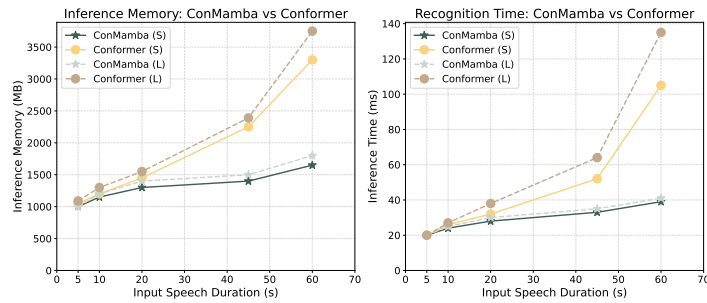 Inference Memory: ConMamba vs Conformer
ConMamba (S)
Conformer (S)
ConMamba (L)
Conformer (L)
Inference Memory (MB)
3500
3000
2500
2000
1500
1000
500
0
0 5 10 20 30 40 50 60 70
Input Speech Duration (s)
Recognition Time: ConMamba vs Conformer
ConMamba (S)
Conformer (S)
ConMamba (L)
Conformer (L)
Inference Time (ms)
140
120
100
80
60
40
20
0
0 5 10 20 30 40 50 60 70
Input Speech Duration (s)